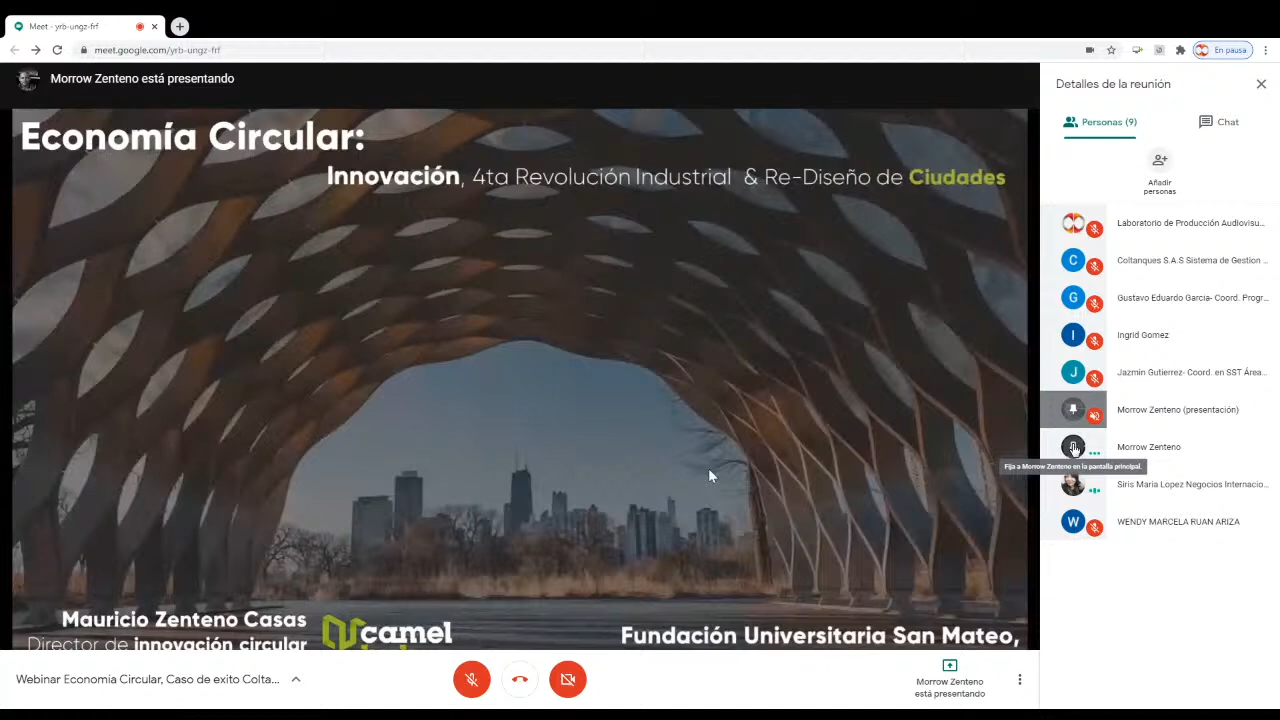 Meet - yrb-ungz-frf
meet.google.com/yrb-ungz-frf
En pausa
Morrow Zenteno está presentando
Economía Circular:
Innovación 4ta Revolución Industrial & Re-Diseño de Ciudades
Mauricio Zenteno Casas
Director de innovación circular
camel
Fundación Universitaria San Mateo,
Detalles de la reunión
Personas (9)
Chat
Añadir
personas
Laboratorio de Producción Audiovisu...
Coltanques S.A.S Sistema de Gestion ...
C
Gustavo Eduardo Garcia- Coord. Progr...
G
Ingrid Gomez
I
Jazmin Gutierrez- Coord. en SST Área...
J
Morrow Zenteno (presentación)
Morrow Zenteno
Fija a Morrow Zenteno en la pantalla principal.
Siris Maria Lopez Negocios Internacio...
WENDY MARCELA RUAN ARIZA
W
Webinar Economia Circular, Caso de exito Colta...
Morrow Zenteno
está presentando